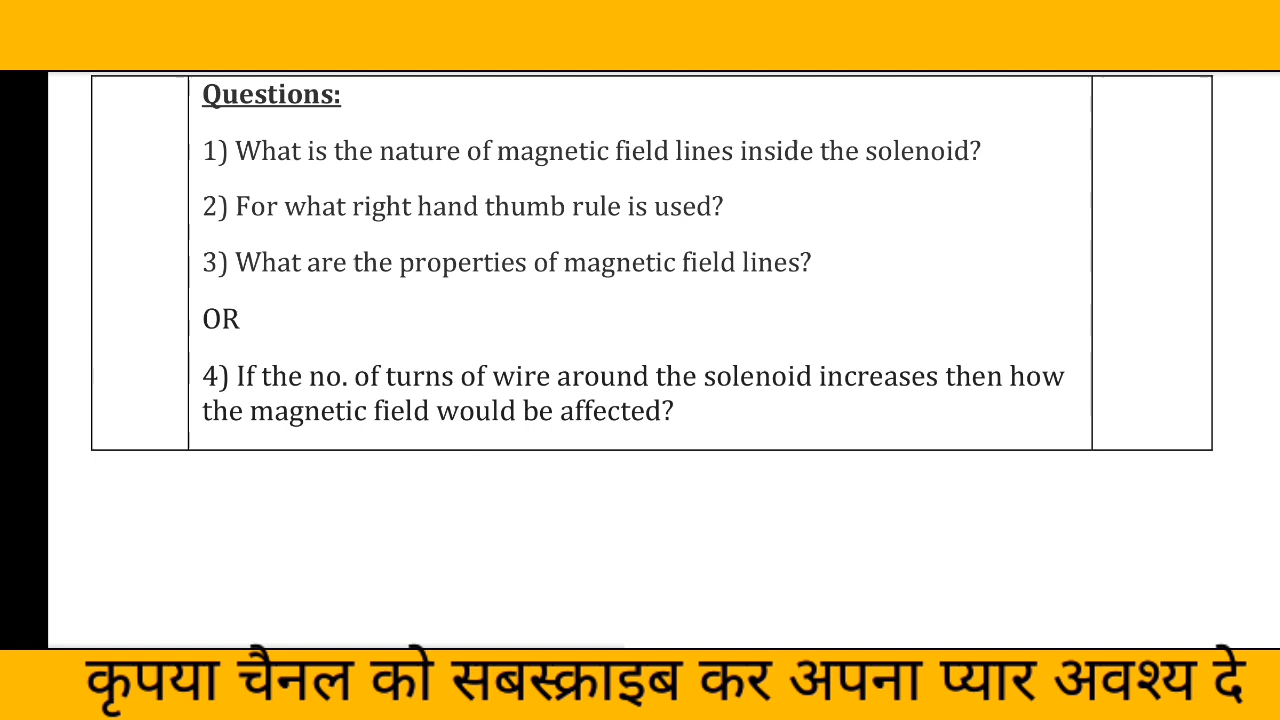 Questions:
1) What is the nature of magnetic field lines inside the solenoid?
2) For what right hand thumb rule is used?
3) What are the properties of magnetic field lines?
OR
4) If the no. of turns of wire around the solenoid increases then how
the magnetic field would be affected?
कृपया चैनल को सबस्क्राइब कर अपना प्यार अवश्य दे